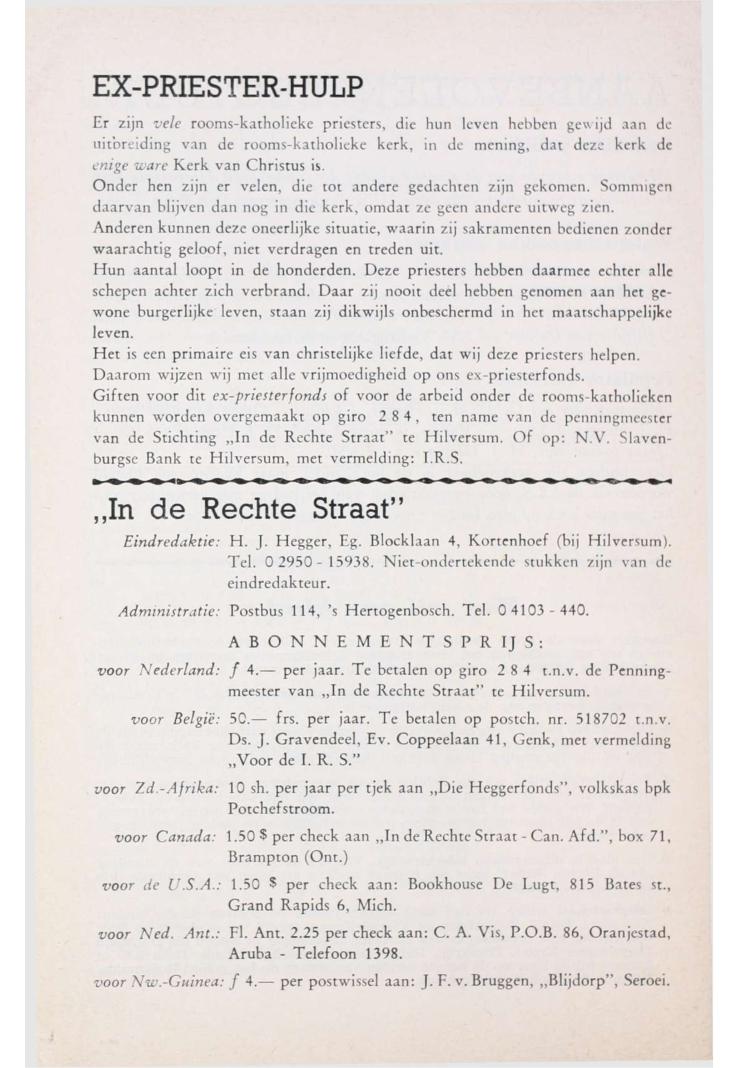 EX-PRIESTER-HULP
Er zijn vele rooms-katholieke priesters, die hun leven hebben gewijd aan de
uitbreiding van de rooms-katholieke kerk, in de mening, dat deze kerk de
enige ware Kerk van Christus is.
Onder hen zijn er velen, die tot andere gedachten zijn gekomen. Sommigen
daarvan blijven dan nog in die kerk, omdat ze geen andere uitweg zien.
Anderen kunnen deze oneerlijke situatie, waarin zij sakramenten bedienen zonder
waarachtig geloof, niet verdragen en treden uit.
Hun aantal loopt in de honderden. Deze priesters hebben daarmee echter alle
schepen achter zich verbrand. Daar zij nooit deel hebben genomen aan het ge-
wone burgerlijke leven, staan zij dikwijls onbeschermd in het maatschappelijke
leven.
Het is een primaire eis van christelijke liefde, dat wij deze priesters helpen.
Daarom wijzen wij met alle vrijmoedigheid op ons ex-priesterfonds.
Giften voor dit ex-priesterfonds of voor de arbeid onder de rooms-katholieken
kunnen worden overgemaakt op giro 284, ten name van de penningmeester
van de Stichting „In de Rechte Straat” te Hilversum. Of op: N.V. Slaven-
burgse Bank te Hilversum, met vermelding: I.R.S.
„In de Rechte Straat”
Eindredaktie: H. J. Hegger, Eg. Blocklaan 4, Kortenhoef (bij Hilversum).
Tel. 0 2950 - 15938. Niet-ondertekende stukken zijn van de
eindredakteur.
Administratie: Postbus 114, 's Hertogenbosch. Tel. 0 4103 - 440.
ABONNEMENTSPRIJS:
voor Nederland: f 4.— per jaar. Te betalen op giro 284 t.n.v. de Penning-
meester van „In de Rechte Straat” te Hilversum.
voor België: 50.— frs. per jaar. Te betalen op postch. nr. 518702 t.n.v.
Ds. J. Gravendeel, Ev. Coppeelaan 41, Genk, met vermelding
„Voor de I. R. S.”
voor Zd.-Afrika: 10 sh. per jaar per tjek aan „Die Heggerfonds”, volkskas bpk
Potchefstroom.
voor Canada: 1.50 $ per check aan „In de Rechte Straat - Can. Afd.”, box 71,
Brampton (Ont.)
voor de U.S.A.: 1.50 $ per check aan: Bookhouse De Lugt, 815 Bates st.,
Grand Rapids 6, Mich.
voor Ned. Ant.: Fl. Ant. 2.25 per check aan: C. A. Vis, P.O.B. 86, Oranjestad,
Aruba - Telefoon 1398.
voor Nw.-Guinea: f 4.— per postwissel aan: J. F. v. Bruggen, „Blijdorp”, Seroei.